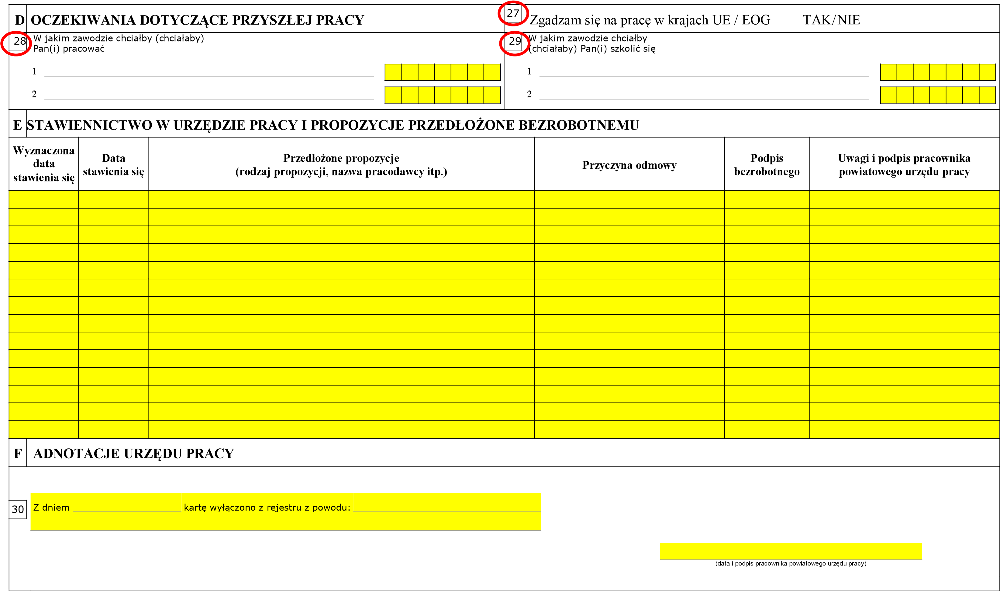 D OCZEKIWANIA DOTYCZĄCE PRZYSZŁEJ PRACY
27 Zgadzam się na pracę w krajach UE / EOG TAK/NIE
28 W jakim zawodzie chciałby (chciałaby)
Pan(i) pracować
1
2
29 W jakim zawodzie chciałby
(chciałaby) Pan(i) szkolić się
1
2
E STAWIENNICTWO W URZĘDZIE PRACY I PROPOZYCJE PRZEDŁOŻONE BEZROBOTNEMU
Wyznaczona
data
stawienia się
Data
stawienia się
Przedłożone propozycje
(rodzaj propozycji, nazwa pracodawcy itp.)
Przyczyna odmowy
Podpis
bezrobotnego
Uwagi i podpis pracownika
powiatowego urzędu pracy
F ADNOTACJE URZĘDU PRACY
30 Z dniem kartę wyłączono z rejestru z powodu:
(data i podpis pracownika powiatowego urzędu pracy)